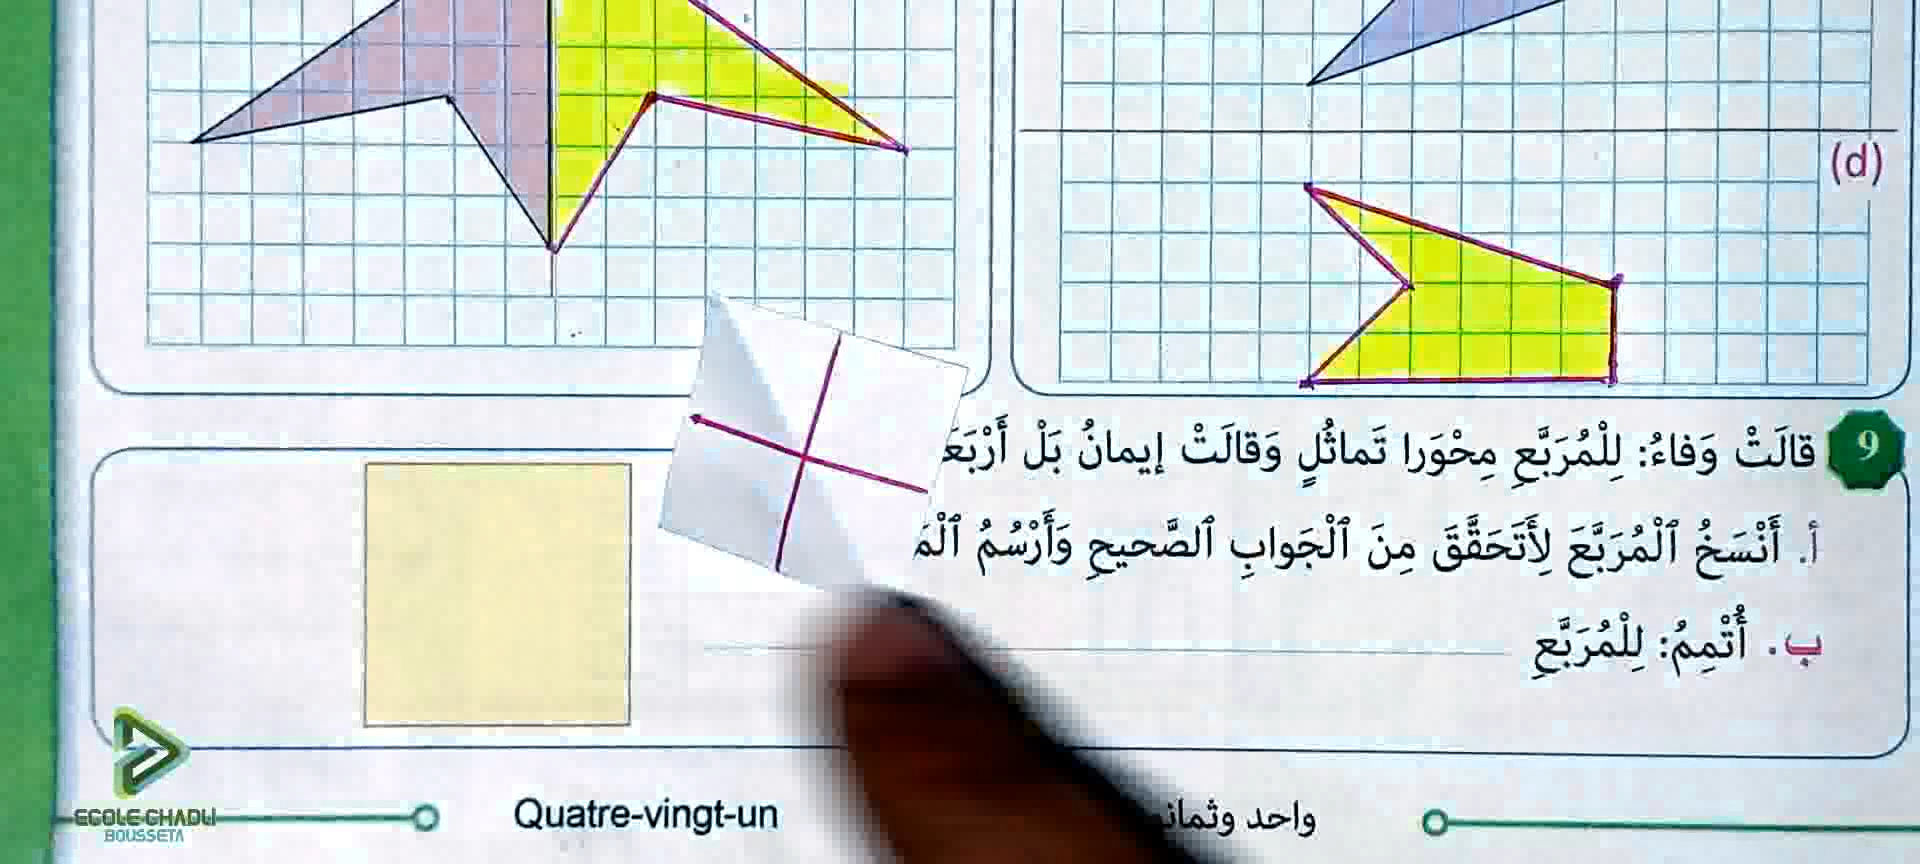 (d)
9 قالَتْ وَفاءُ: لِلْمُرَبَّعِ مِحْوَرا تَماثُلٍ وَقالَتْ إيمانُ بَلْ
أ. أَنْسَخُ ٱلْمُرَبَّعَ لِأَتَحَقَّقَ مِنَ ٱلْجَوابِ ٱلصَّحيحِ وَأَرْسُمُ
ب. أُتْمِمُ: لِلْمُرَبَّعِ
واحد
Quatre-vingt-un
ECOLE CHADLI
BOUSSETA